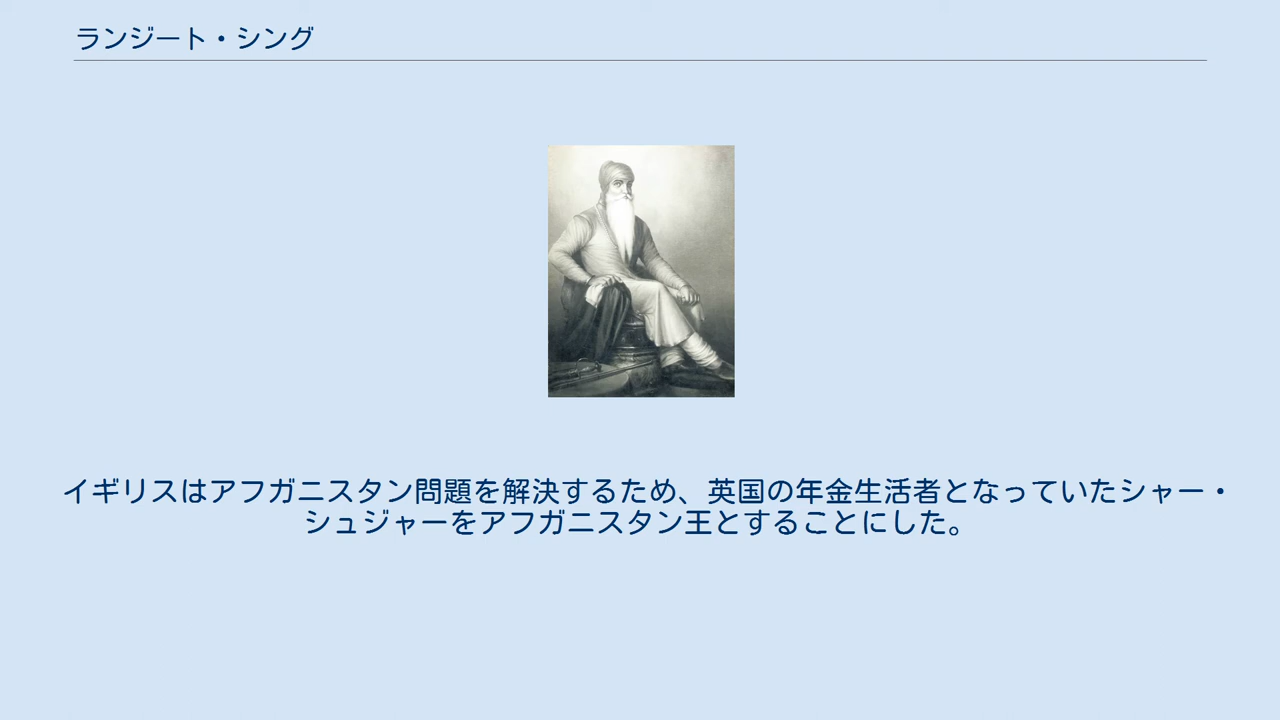 ランジート・シング
イギリスはアフガニスタン問題を解決するため、英国の年金生活者となっていたシャー・
シュジャーをアフガニスタン王とすることにした。